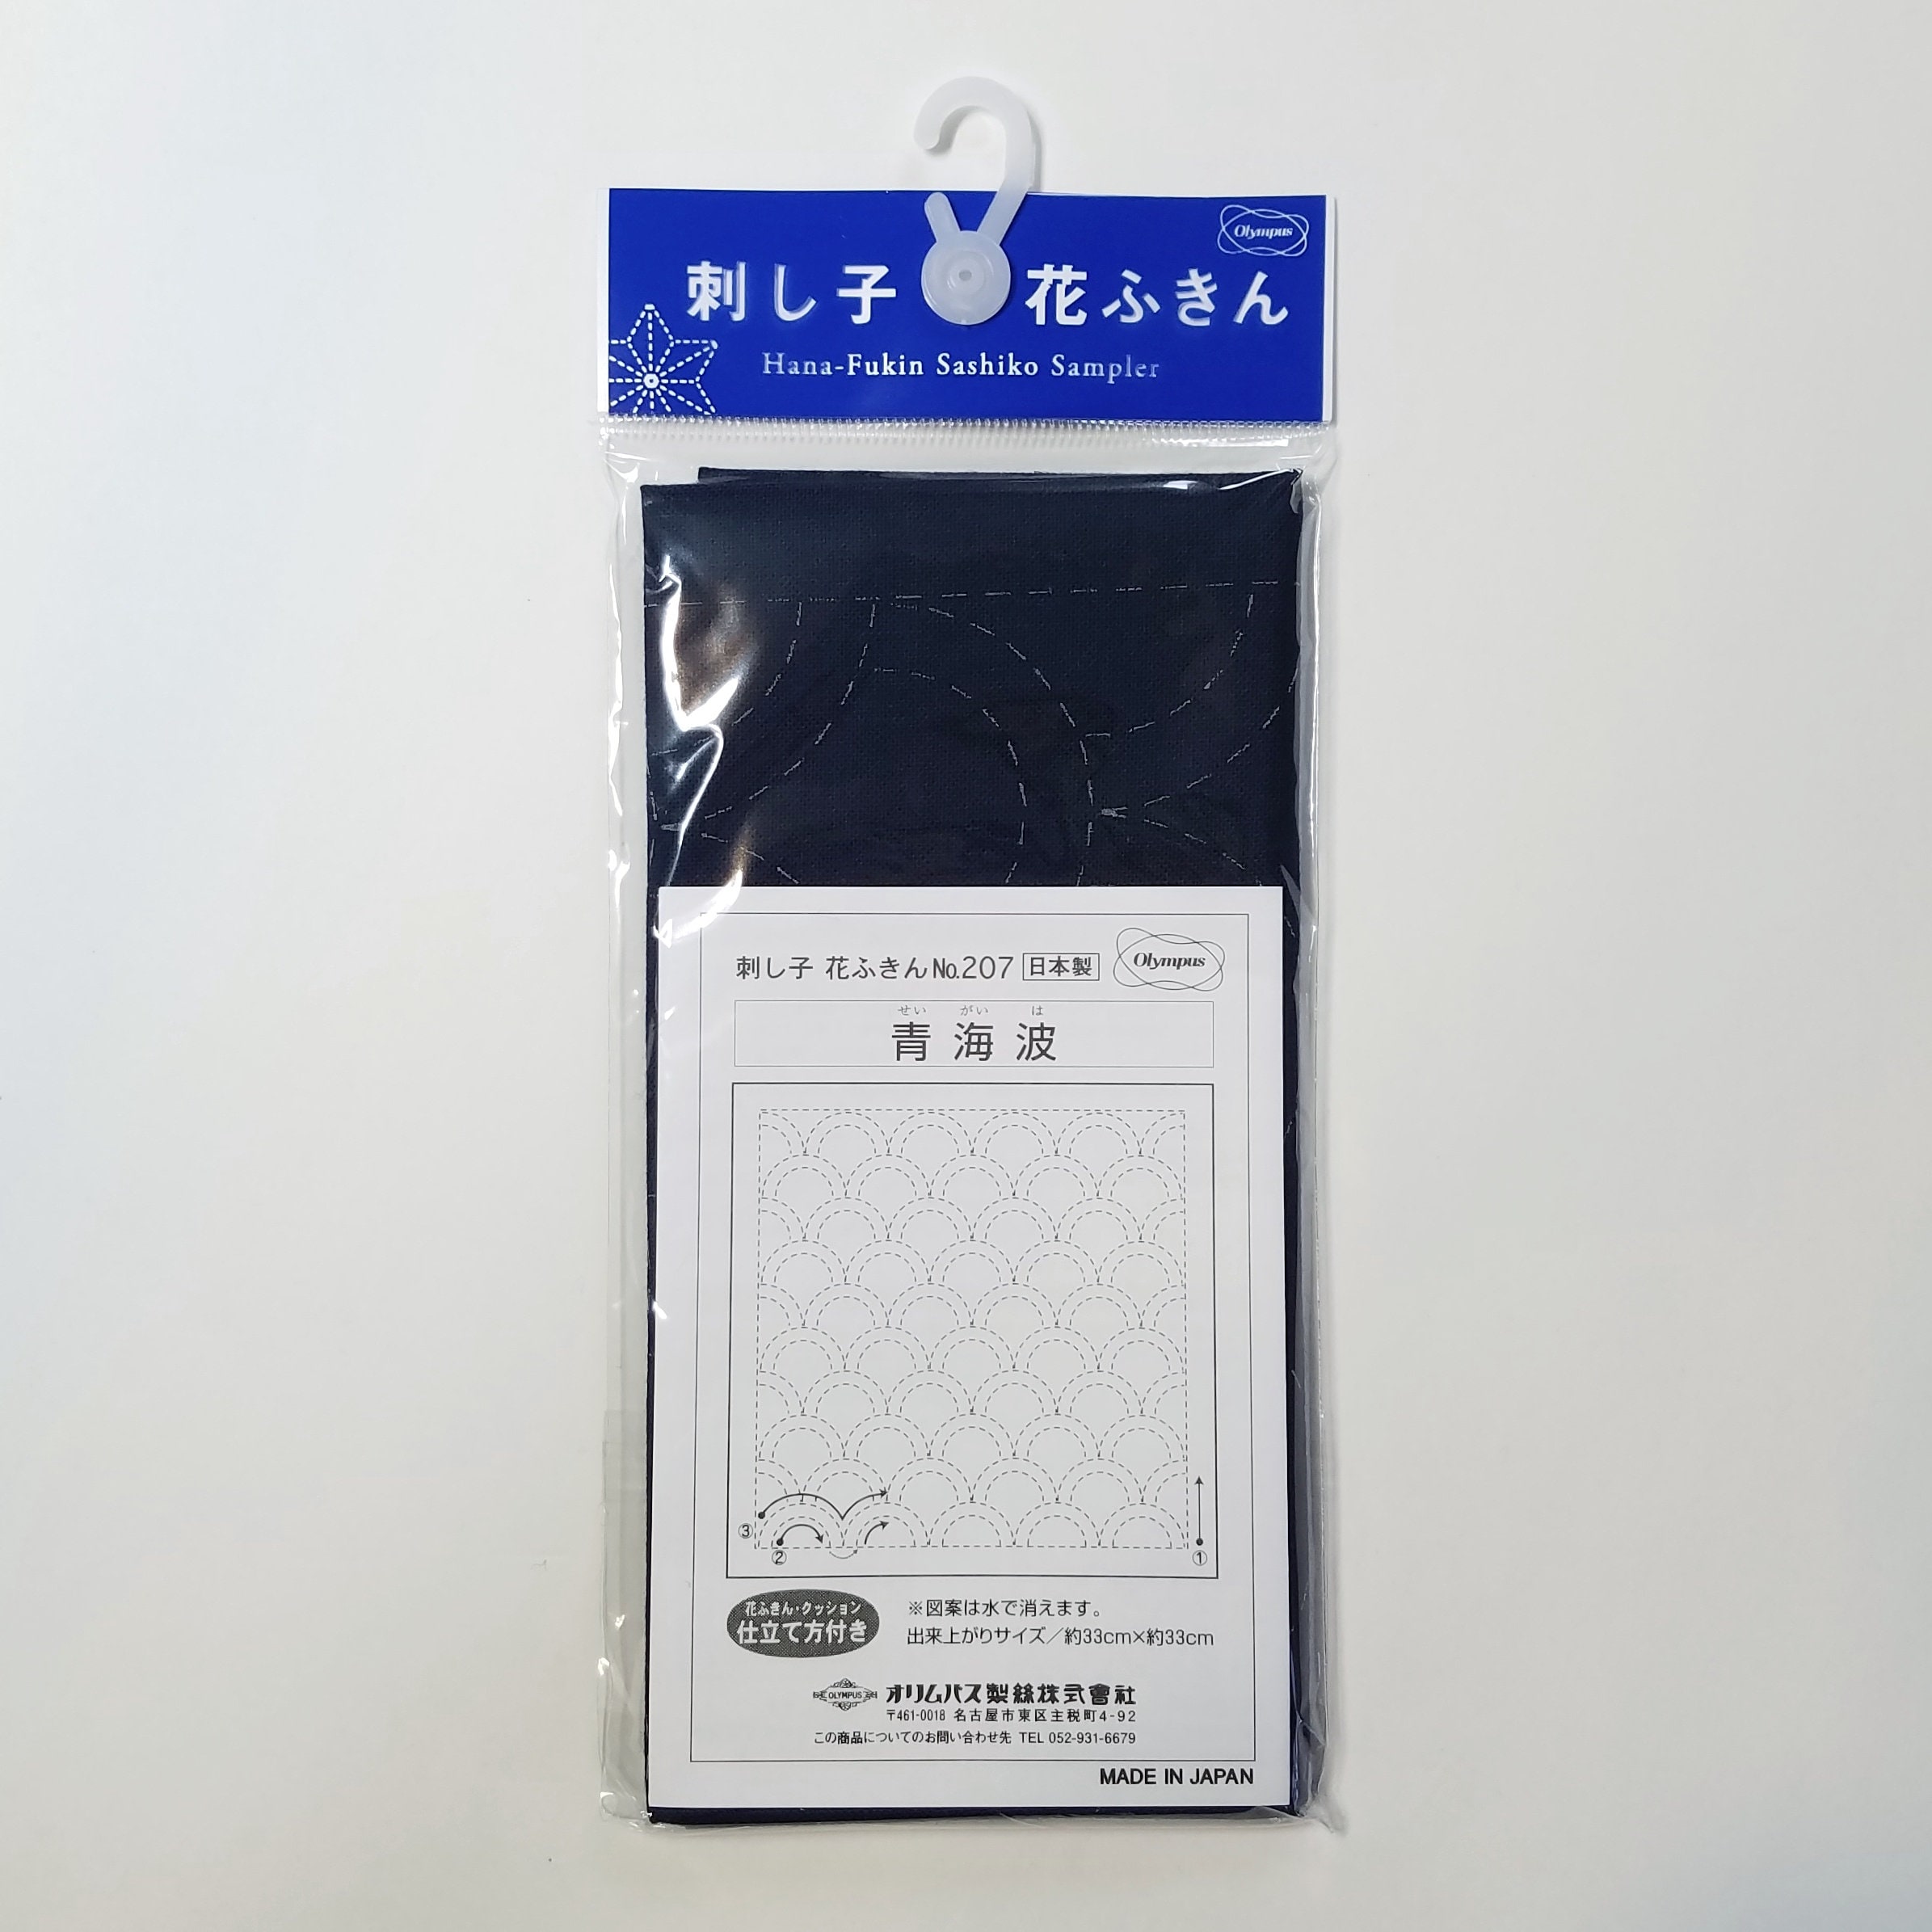 Olympus
刺し子 花ふきん
Hana-Fukin Sashiko Sampler
刺し子 花ふきんNo.207 日本製 Olympus
せい がい は
青海波
③
②
①
花ふきん・クッション
仕立て方付き
※図案は水で消えます。
出来上がりサイズ／約33cm×約33cm
OLYMPUS オリムパス製絲株式會社
〒461-0018 名古屋市東区主税町4-92
この商品についてのお問い合わせ先 TEL 052-931-6679
MADE IN JAPAN